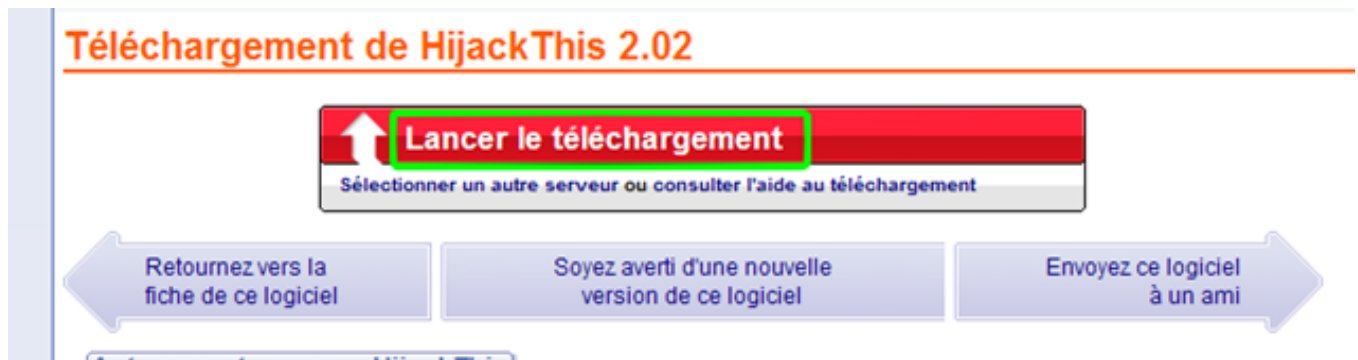 Téléchargement de HijackThis 2.02
Lancer le téléchargement
Sélectionner un autre serveur ou consulter l'aide au téléchargement
Retournez vers la
fiche de ce logiciel
Soyez averti d'une nouvelle
version de ce logiciel
Envoyez ce logiciel
à un ami